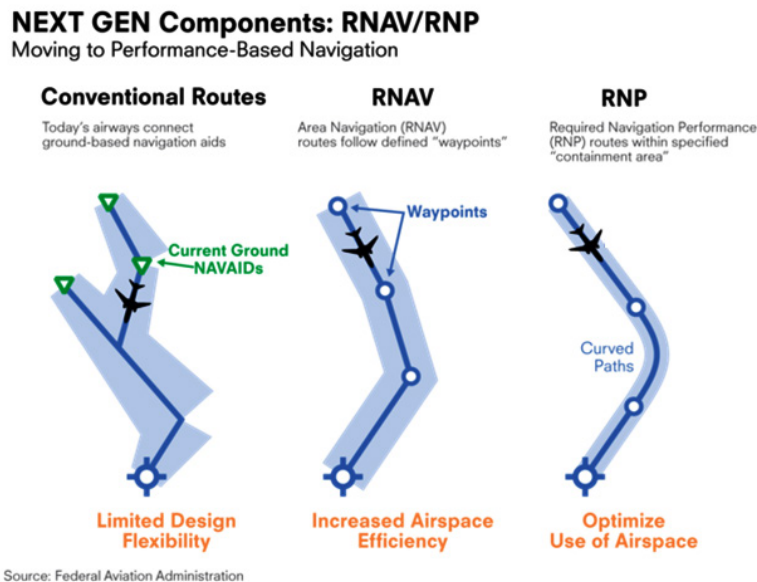 NEXT GEN Components: RNAV/RNP
Moving to Performance-Based Navigation
Conventional Routes
Today's airways connect
ground-based navigation aids
Current Ground
NAVAIDs
Limited Design
Flexibility
RNAV
Area Navigation (RNAV)
routes follow defined "waypoints"
Waypoints
Increased Airspace
Efficiency
RNP
Required Navigation Performance
(RNP) routes within specified
"containment area"
Curved
Paths
Optimize
Use of Airspace
Source: Federal Aviation Administration